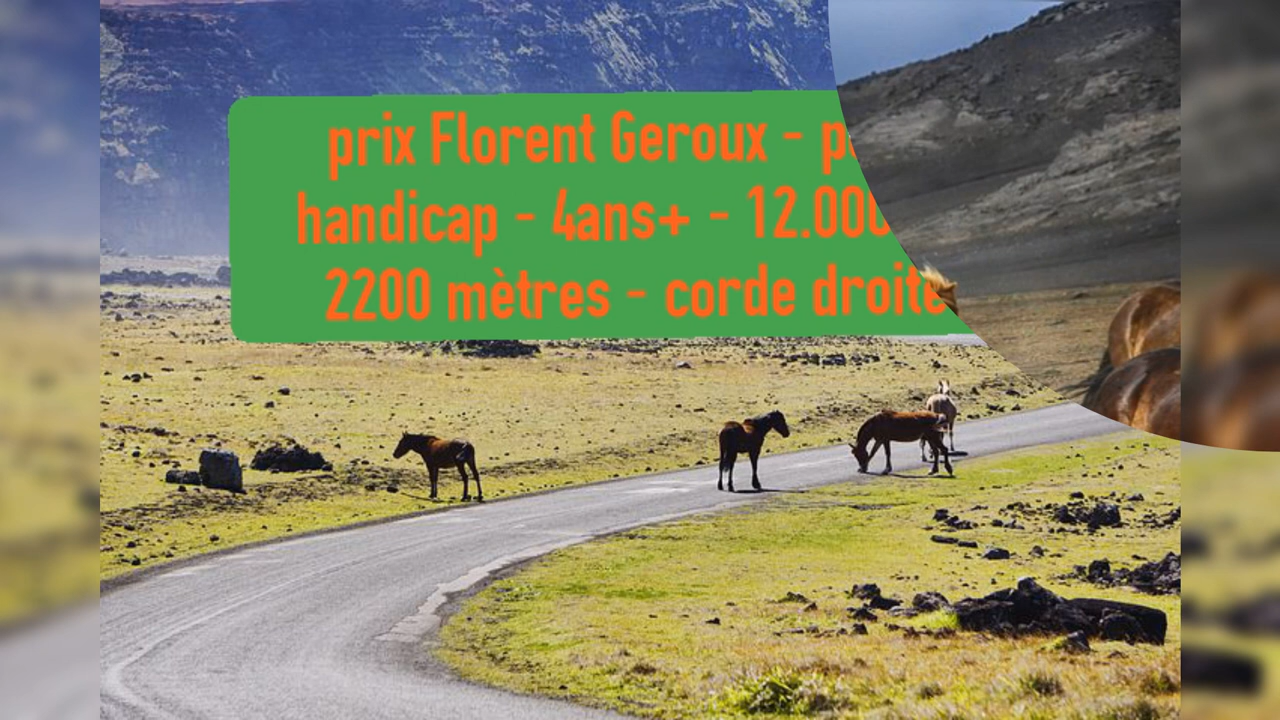 prix Florent Geroux -
handicap - 4ans+ - 12.000
2200 mètres - corde droite